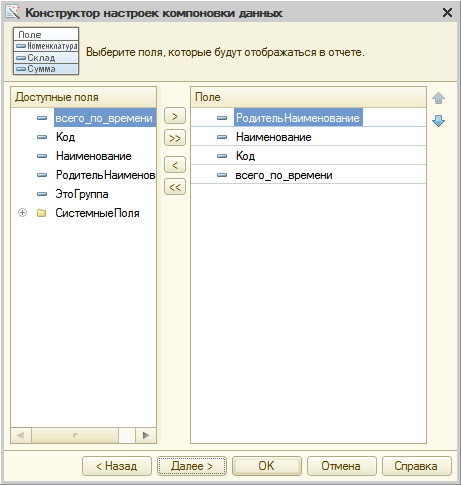 Конструктор настроек компоновки данных
Поле
Номенклатура
Склад
Сумма
Выберите поля, которые будут отображаться в отчете.
Доступные поля
всего_по_времени
Код
Наименование
РодительНаименов
ЭтоГруппа
СистемныеПоля
>
>>
<
<<
Поле
РодительНаименование
Наименование
Код
всего_по_времени
< Назад
Далее >
OK
Отмена
Справка